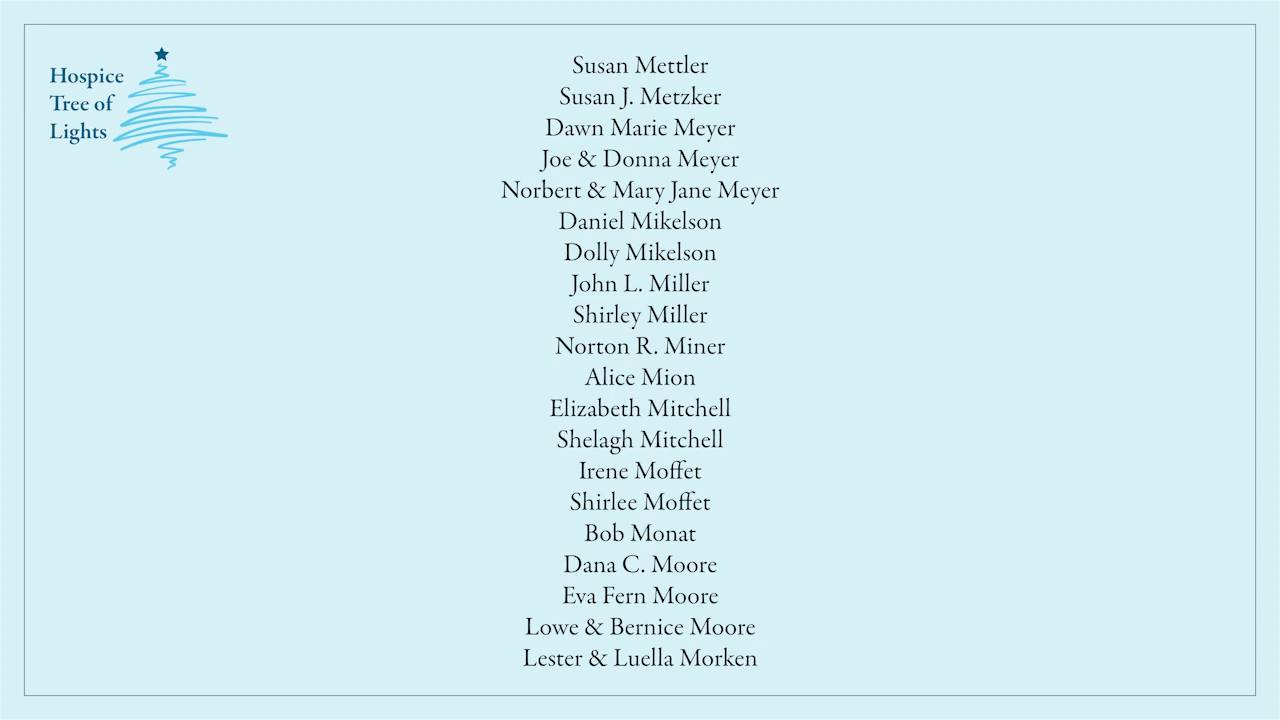 Hospice
Tree of
Lights
Susan Mettler
Susan J. Metzker
Dawn Marie Meyer
Joe & Donna Meyer
Norbert & Mary Jane Meyer
Daniel Mikelson
Dolly Mikelson
John L. Miller
Shirley Miller
Norton R. Miner
Alice Mion
Elizabeth Mitchell
Shelagh Mitchell
Irene Moffet
Shirlee Moffet
Bob Monat
Dana C. Moore
Eva Fern Moore
Lowe & Bernice Moore
Lester & Luella Morken